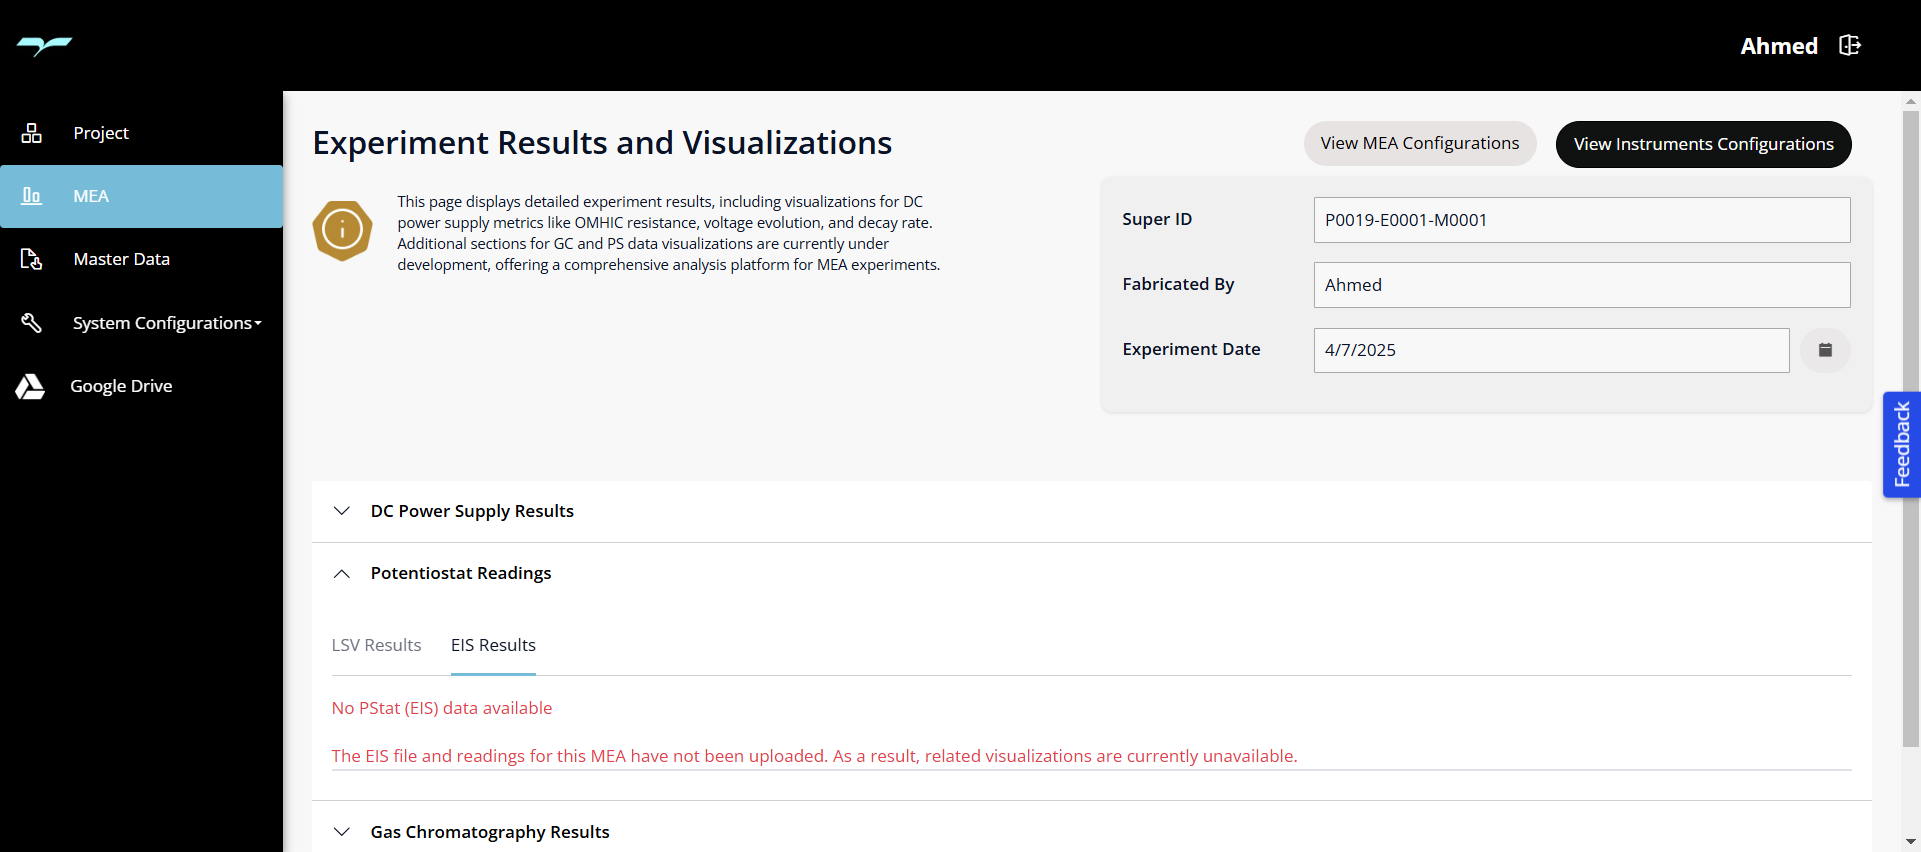 Ahmed
Project
MEA
Master Data
System Configurations
Google Drive
Experiment Results and Visualizations
View MEA Configurations
View Instruments Configurations
This page displays detailed experiment results, including visualizations for DC
power supply metrics like OMHIC resistance, voltage evolution, and decay rate.
Additional sections for GC and PS data visualizations are currently under
development, offering a comprehensive analysis platform for MEA experiments.
Super ID
P0019-E0001-M0001
Fabricated By
Ahmed
Experiment Date
4/7/2025
Feedback
DC Power Supply Results
Potentiostat Readings
LSV Results
EIS Results
No PStat (EIS) data available
The EIS file and readings for this MEA have not been uploaded. As a result, related visualizations are currently unavailable.
Gas Chromatography Results